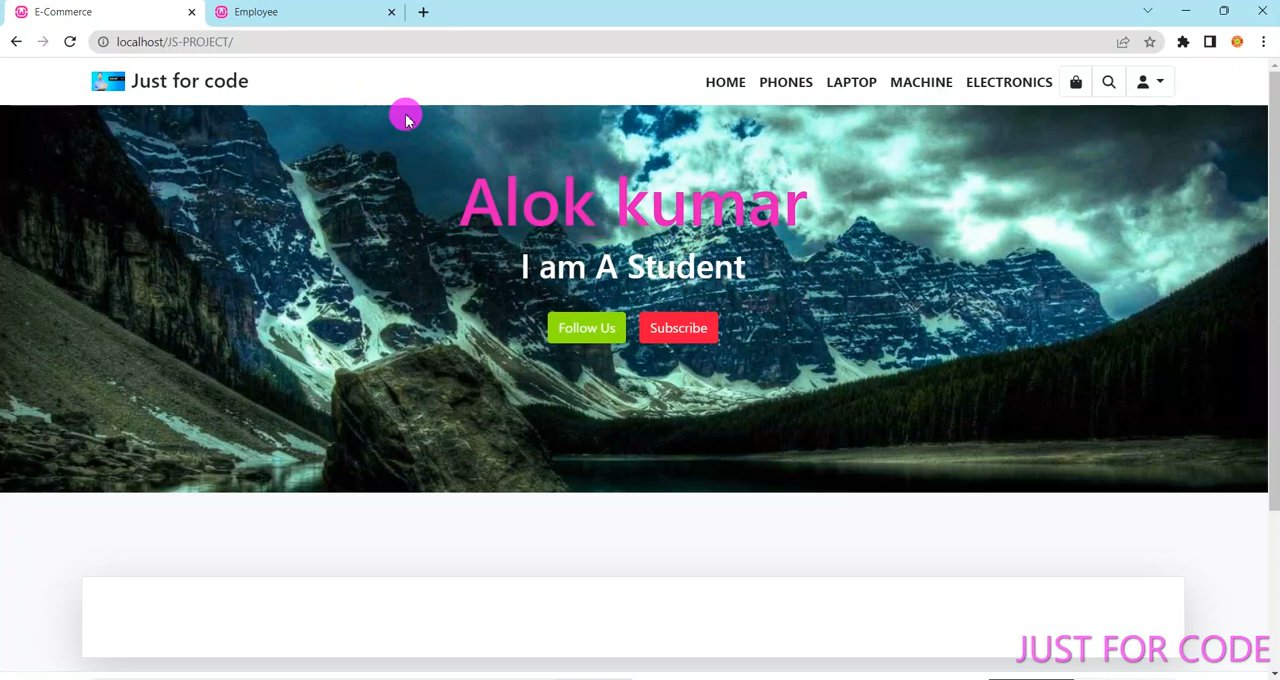 E-Commerce
Employee
localhost/JS-PROJECT/
Just for code
HOME PHONES LAPTOP MACHINE ELECTRONICS
Alok kumar
I am A Student
Follow Us Subscribe
JUST FOR CODE